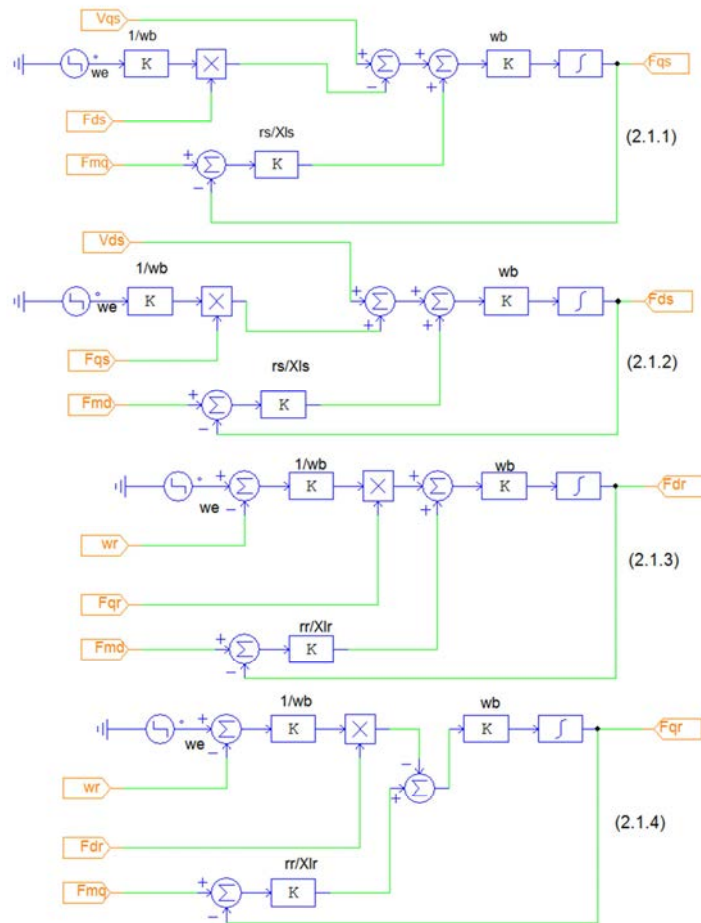 Vqs
1/wb
wb
we
K
K
Fqs
Fds
rs/Xls
(2.1.1)
Fmq
K
Vds
1/wb
wb
we
K
K
Fds
Fqs
rs/Xls
(2.1.2)
Fmd
K
1/wb
wb
we
K
K
Fdr
wr
(2.1.3)
Fqr
rr/Xlr
Fmd
K
1/wb
wb
we
K
K
Fqr
wr
(2.1.4)
Fdr
rr/Xlr
Fmq
K